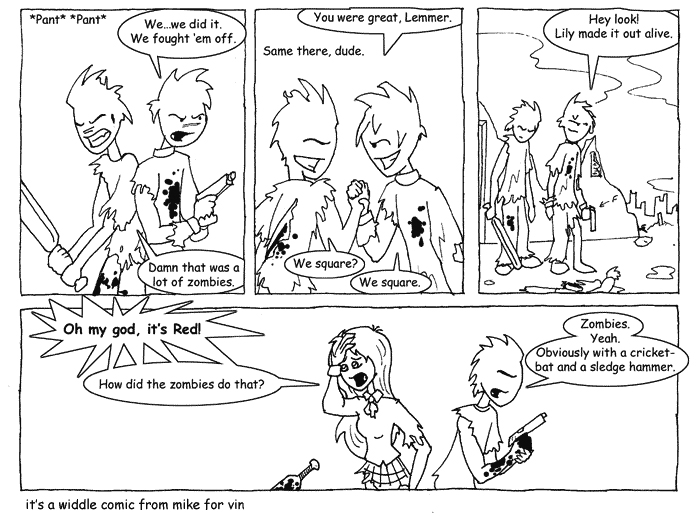 *Pant* *Pant*
We...we did it.
We fought 'em off.
Damn that was a
lot of zombies.
You were great, Lemmer.
Same there, dude.
We square?
We square.
Hey look!
Lily made it out alive.
Oh my god, it's Red!
How did the zombies do that?
Zombies.
Yeah.
Obviously with a cricket-
bat and a sledge hammer.
it's a widdle comic from mike for vin